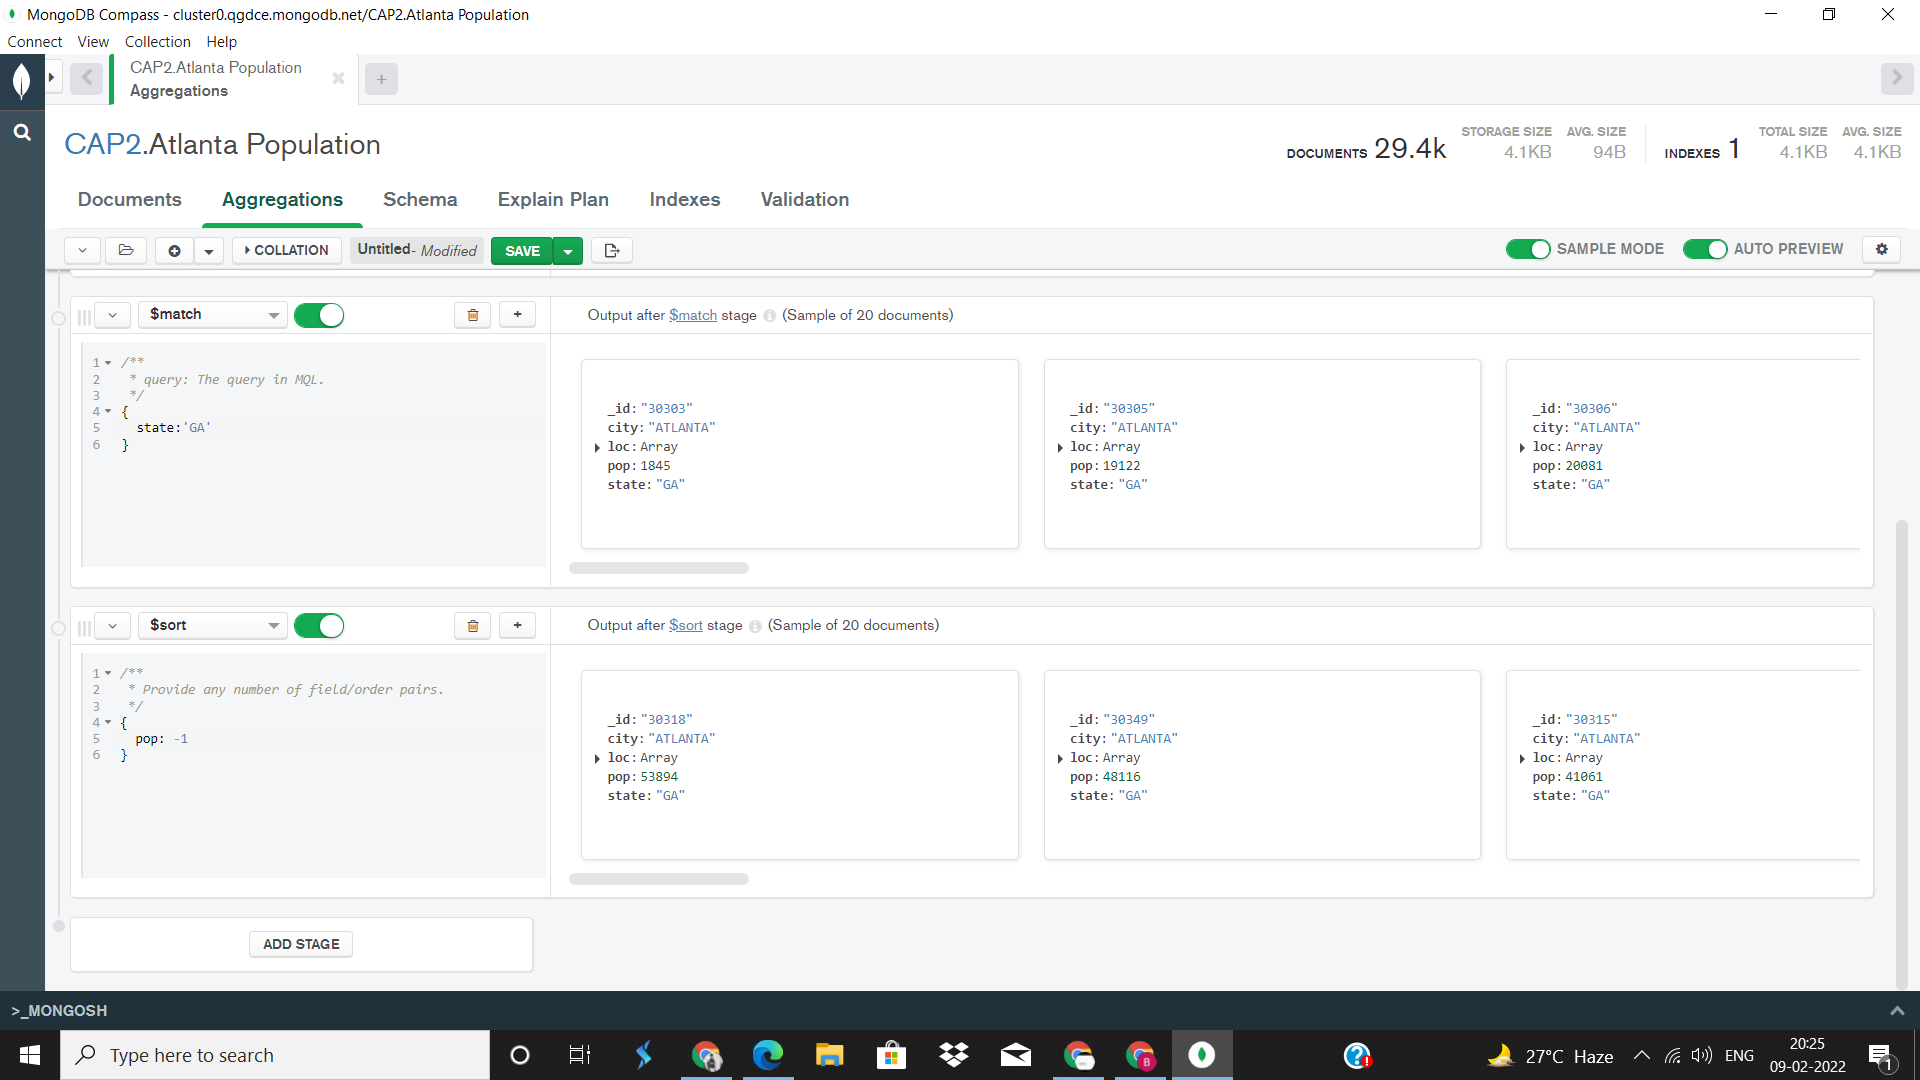 MongoDB Compass - cluster0.qgdce.mongodb.net/CAP2.Atlanta Population
Connect View Collection Help
CAP2.Atlanta Population
Aggregations
CAP2.Atlanta Population
DOCUMENTS 29.4k
STORAGE SIZE
4.1KB
AVG. SIZE
94B
INDEXES 1
TOTAL SIZE
4.1KB
AVG. SIZE
4.1KB
Documents Aggregations Schema Explain Plan Indexes Validation
COLLATION Untitled- Modified SAVE SAMPLE MODE AUTO PREVIEW
$match
Output after $match stage (Sample of 20 documents)
1 /**
2 * query: The query in MQL.
3 */
4 {
5 state:'GA'
6 }
_id: "30303"
city: "ATLANTA"
loc: Array
pop: 1845
state: "GA"
_id: "30305"
city: "ATLANTA"
loc: Array
pop: 19122
state: "GA"
_id: "30306"
city: "ATLANTA"
loc: Array
pop: 20081
state: "GA"
$sort
Output after $sort stage (Sample of 20 documents)
1 /**
2 * Provide any number of field/order pairs.
3 */
4 {
5 pop: -1
6 }
_id: "30318"
city: "ATLANTA"
loc: Array
pop: 53894
state: "GA"
_id: "30349"
city: "ATLANTA"
loc: Array
pop: 48116
state: "GA"
_id: "30315"
city: "ATLANTA"
loc: Array
pop: 41061
state: "GA"
ADD STAGE
>_MONGOSH
Type here to search
27°C Haze
ENG
20:25
09-02-2022
1